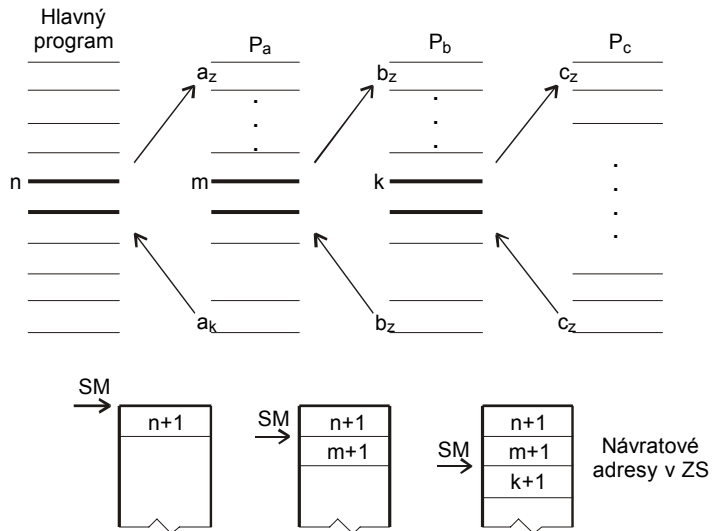 Hlavný
program
Pa
Pb
Pc
az
bz
cz
n
m
k
ak
bz
cz
SM
n+1
SM
n+1
m+1
SM
n+1
m+1
k+1
Návratové
adresy v ZS